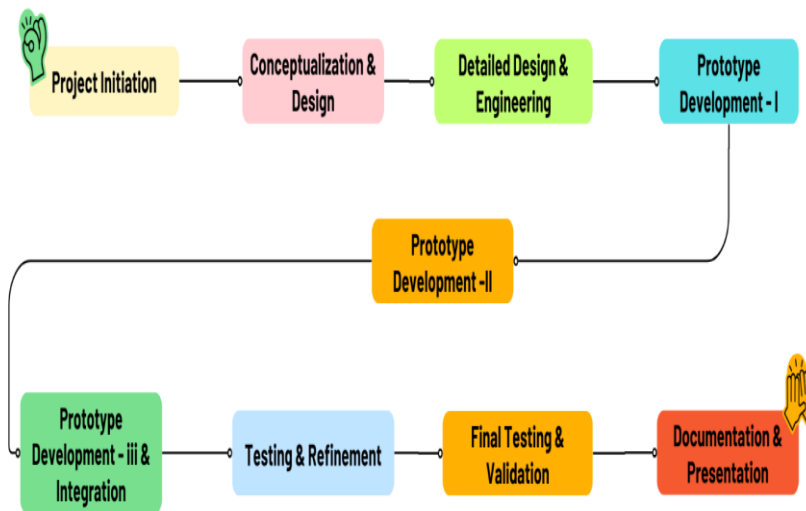 Project Initiation
Conceptualization &
Design
Detailed Design &
Engineering
Prototype
Development - I
Prototype
Development -II
Prototype
Development - iii &
Integration
Testing & Refinement
Final Testing &
Validation
Documentation &
Presentation